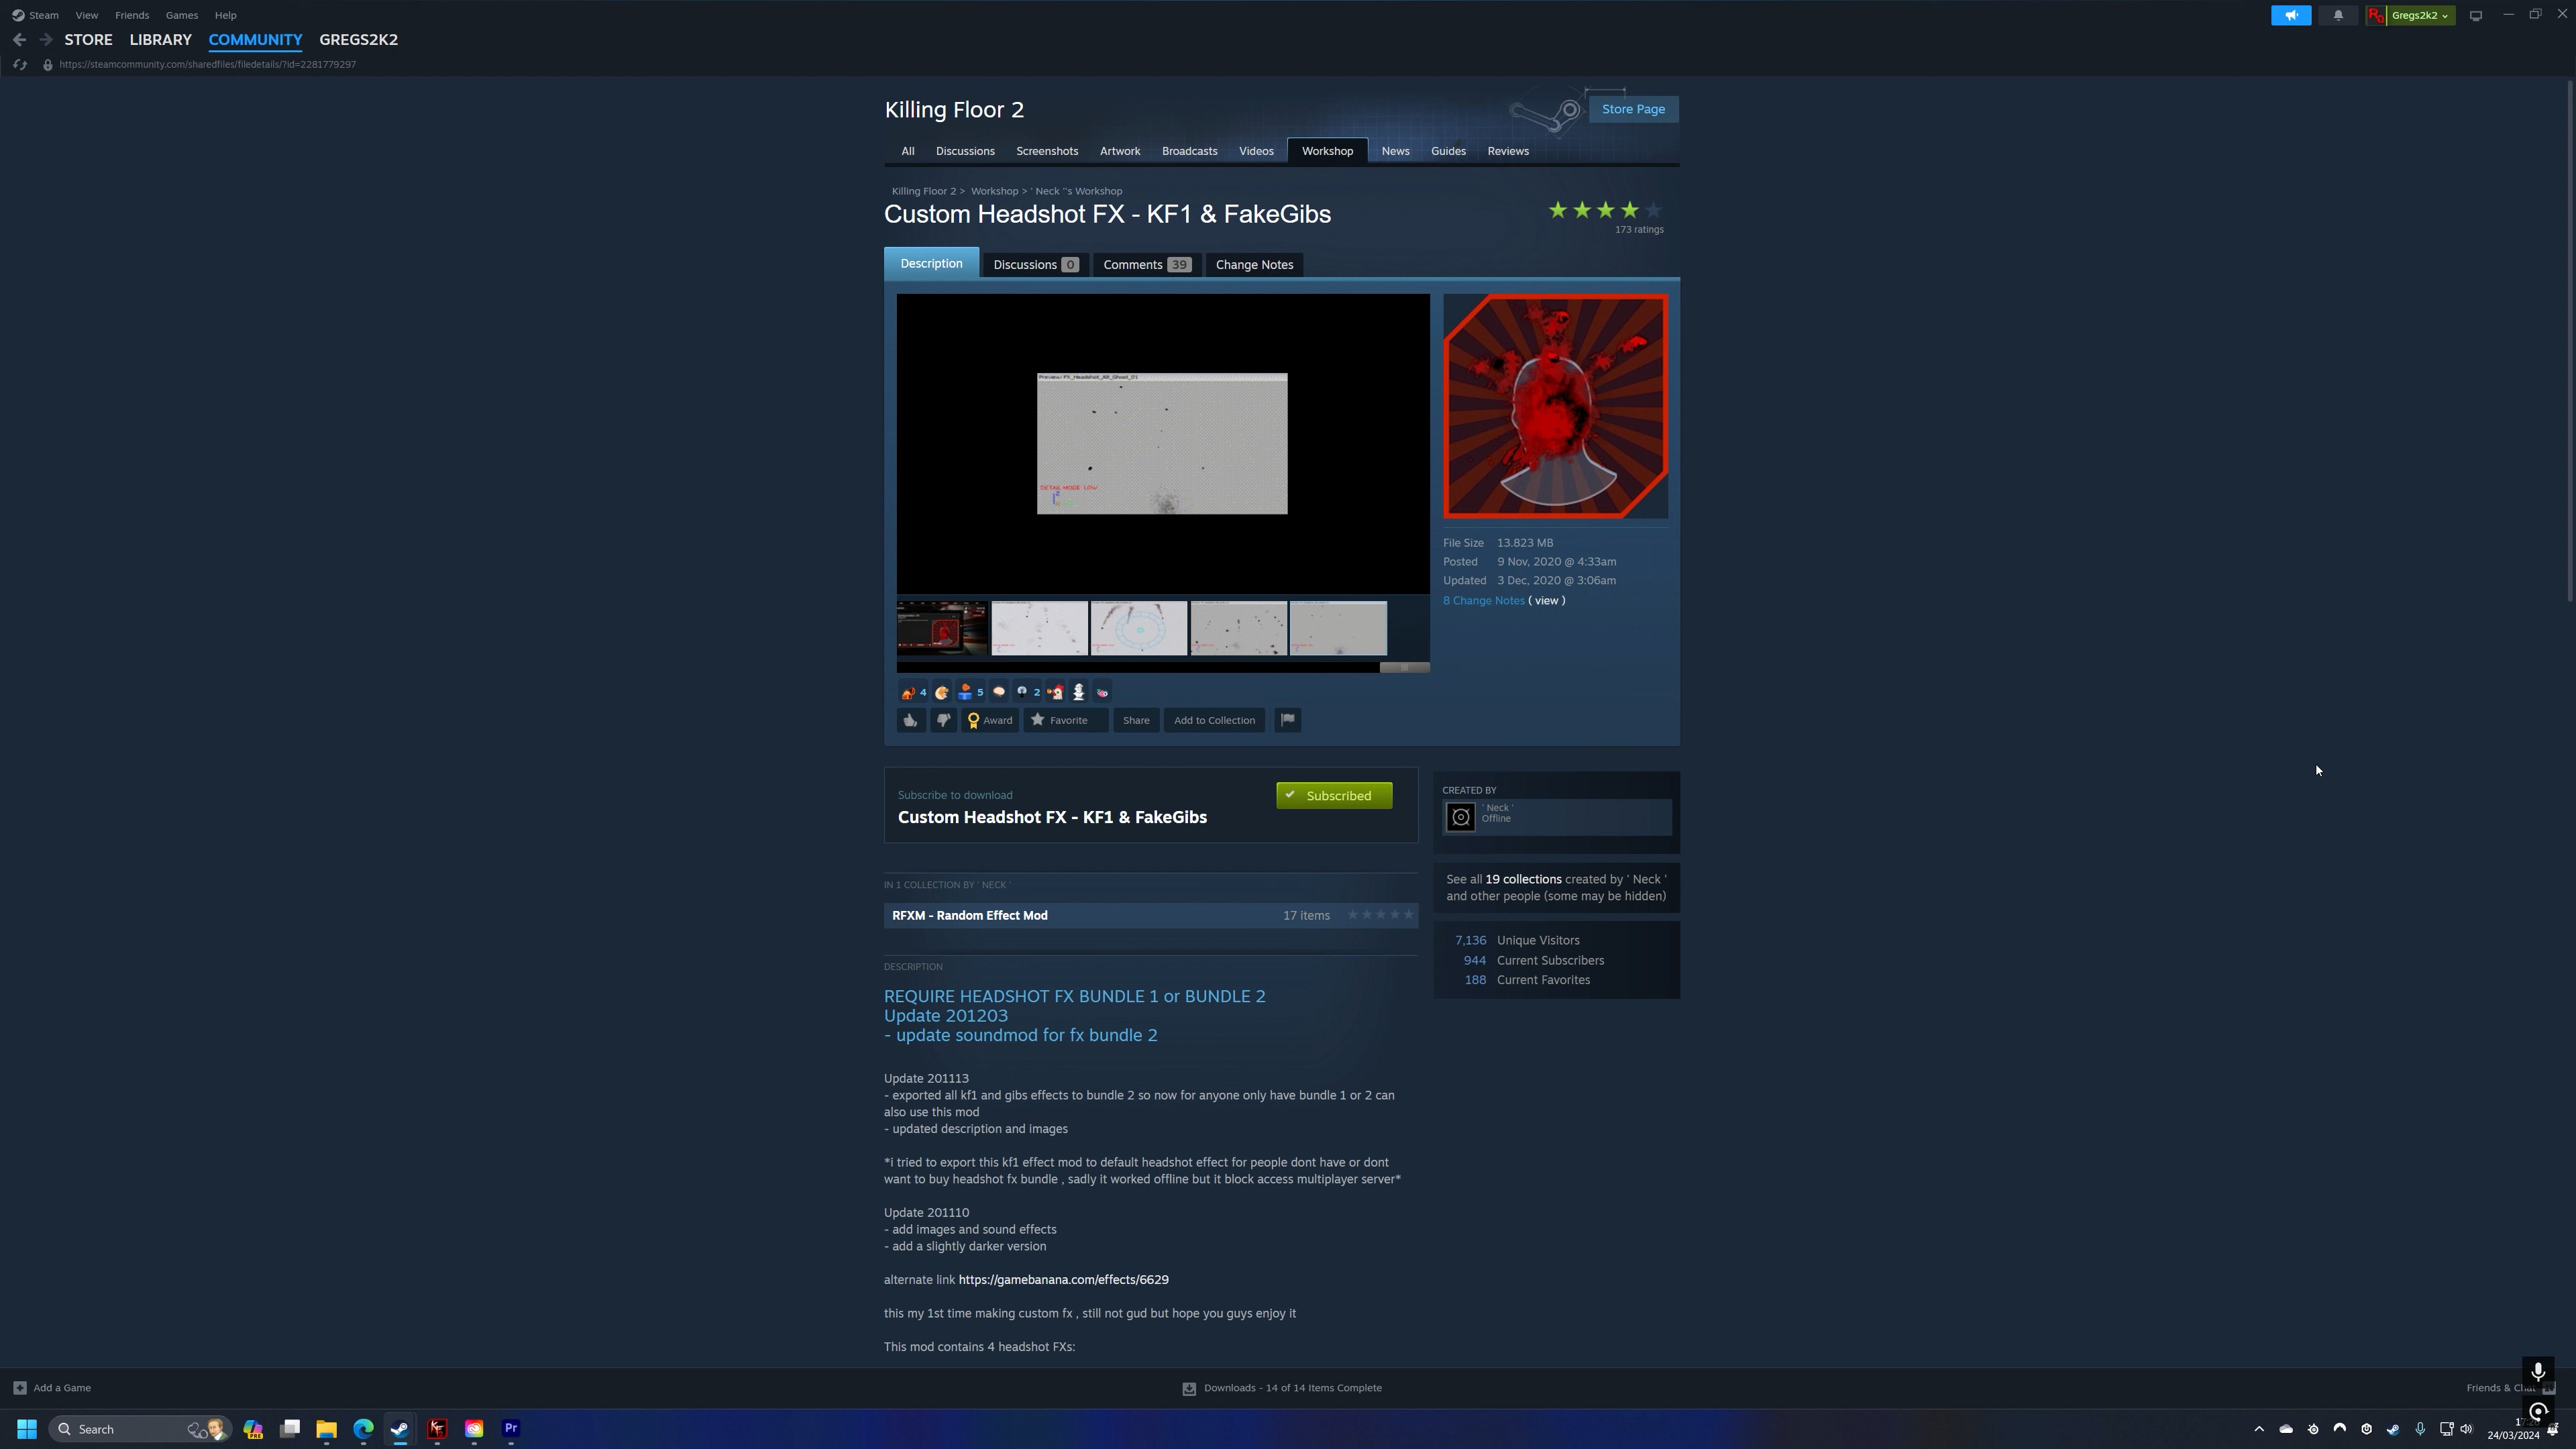 Steam View Friends Games Help
Gregs2k2
STORE LIBRARY COMMUNITY GREGS2K2
https://steamcommunity.com/sharedfiles/filedetails/?id=2281779297
Killing Floor 2
Store Page
All Discussions Screenshots Artwork Broadcasts Videos Workshop News Guides Reviews
Killing Floor 2 > Workshop > ' Neck ''s Workshop
Custom Headshot FX - KF1 & FakeGibs
173 ratings
Description Discussions 0 Comments 39 Change Notes
DETAIL MODE: LOW
File Size 13.823 MB
Posted 9 Nov, 2020 @ 4:33am
Updated 3 Dec, 2020 @ 3:06am
8 Change Notes ( view )
4 5 2
Award Favorite Share Add to Collection
Subscribe to download
Custom Headshot FX - KF1 & FakeGibs
Subscribed
CREATED BY
' Neck '
Offline
IN 1 COLLECTION BY ' NECK '
RFXM - Random Effect Mod 17 items
See all 19 collections created by ' Neck '
and other people (some may be hidden)
7,136 Unique Visitors
944 Current Subscribers
188 Current Favorites
DESCRIPTION
REQUIRE HEADSHOT FX BUNDLE 1 or BUNDLE 2
Update 201203
- update soundmod for fx bundle 2
Update 201113
- exported all kf1 and gibs effects to bundle 2 so now for anyone only have bundle 1 or 2 can
also use this mod
- updated description and images
*i tried to export this kf1 effect mod to default headshot effect for people dont have or dont
want to buy headshot fx bundle , sadly it worked offline but it block access multiplayer server*
Update 201110
- add images and sound effects
- add a slightly darker version
alternate link https://gamebanana.com/effects/6629
this my 1st time making custom fx , still not gud but hope you guys enjoy it
This mod contains 4 headshot FXs:
Add a Game
Downloads - 14 of 14 Items Complete
Friends &
Search
PRE
Pr
24/03/2024